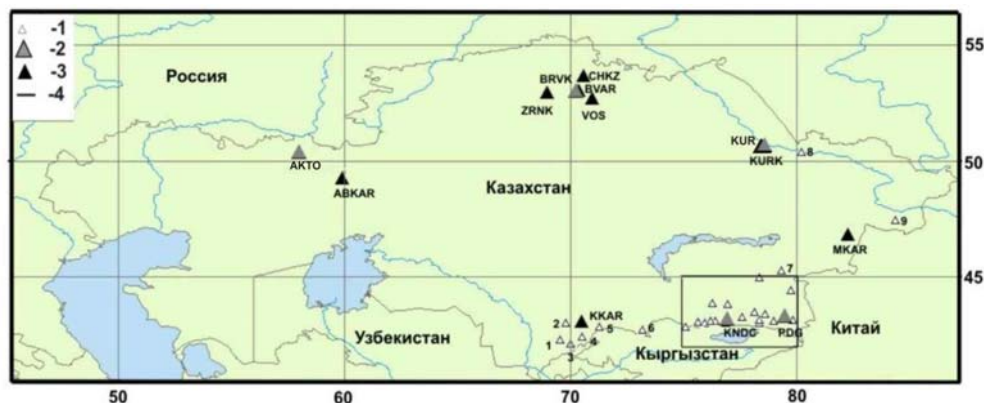 -1
-2
-3
-4
55
Россия
BRVK
CHKZ
BVAR
ZRNK
VOS
KUR
KURK
8
50
AKTO
ABKAR
Казахстан
9
MKAR
7
45
KKAR
2
5
6
1
3
4
Узбекистан
KNDC
PDG
Китай
Кыргызстан
50
60
70
80